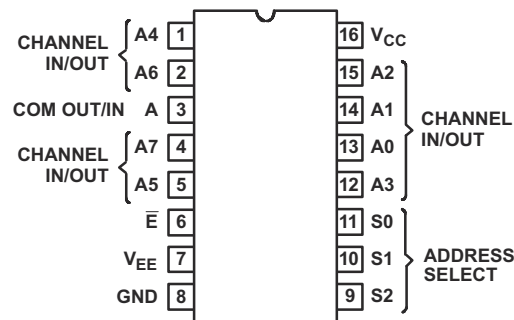 CHANNEL
IN/OUT
A4 1
A6 2
COM OUT/IN A 3
CHANNEL
IN/OUT
A7 4
A5 5
E̅ 6
VEE 7
GND 8
16 VCC
15 A2
14 A1
13 A0
12 A3
CHANNEL
IN/OUT
11 S0
10 S1
9 S2
ADDRESS
SELECT